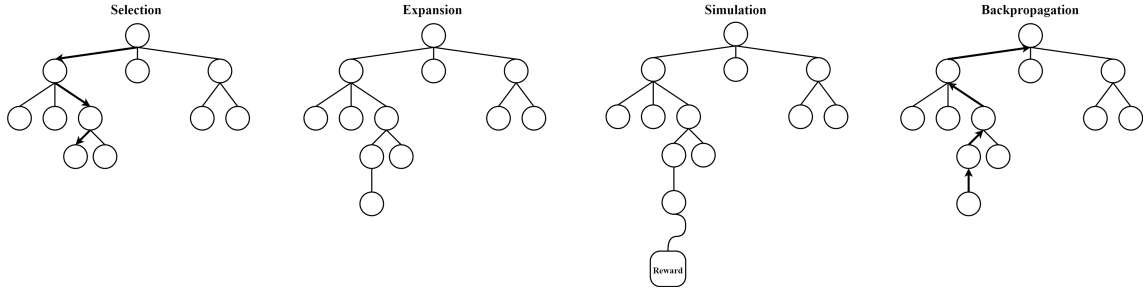 Selection
Expansion
Simulation
Backpropagation
Reward